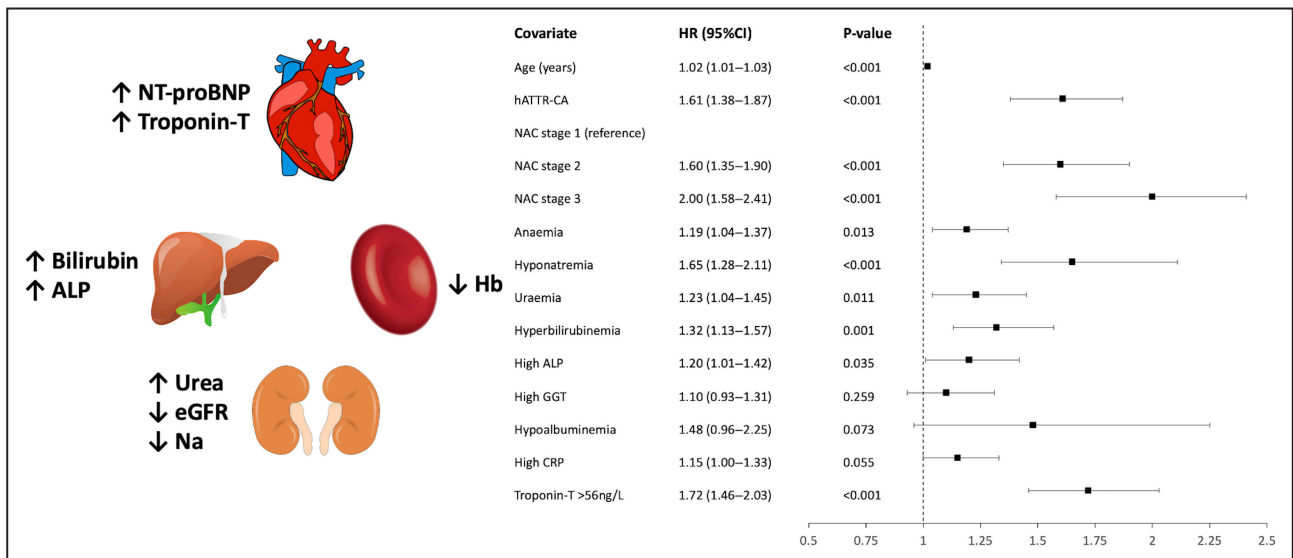 ↑ NT-proBNP
↑ Troponin-T
↑ Bilirubin
↑ ALP
↓ Hb
↑ Urea
↓ eGFR
↓ Na
Covariate HR (95%CI) P-value
Age (years) 1.02 (1.01–1.03) <0.001
hATTR-CA 1.61 (1.38-1.87) <0.001
NAC stage 1 (reference)
NAC stage 2 1.60 (1.35–1.90) <0.001
NAC stage 3 2.00 (1.58-2.41) <0.001
Anaemia 1.19 (1.04-1.37) 0.013
Hyponatremia 1.65 (1.28-2.11) <0.001
Uraemia 1.23 (1.04-1.45) 0.011
Hyperbilirubinemia 1.32 (1.13-1.57) 0.001
High ALP 1.20 (1.01-1.42) 0.035
High GGT 1.10 (0.93-1.31) 0.259
Hypoalbuminemia 1.48 (0.96–2.25) 0.073
High CRP 1.15 (1.00–1.33) 0.055
Troponin-T >56ng/L 1.72 (1.46–2.03) <0.001
0.5 0.75 1 1.25 1.5 1.75 2 2.25 2.5